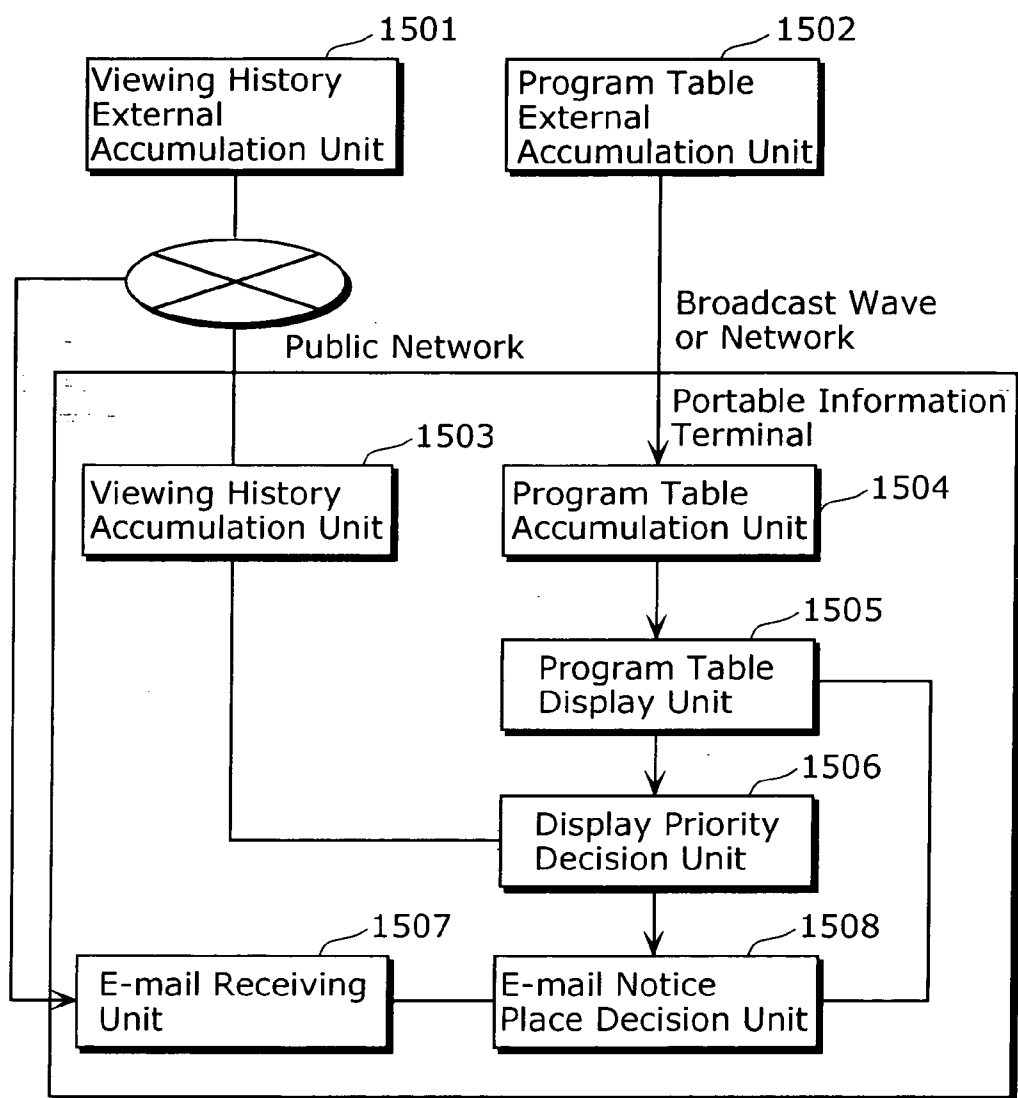 1501
Viewing History
External
Accumulation Unit
1502
Program Table
External
Accumulation Unit
Public Network
Broadcast Wave
or Network
Portable Information
Terminal
1503
Viewing History
Accumulation Unit
1504
Program Table
Accumulation Unit
1505
Program Table
Display Unit
1506
Display Priority
Decision Unit
1507
E-mail Receiving
Unit
1508
E-mail Notice
Place Decision Unit